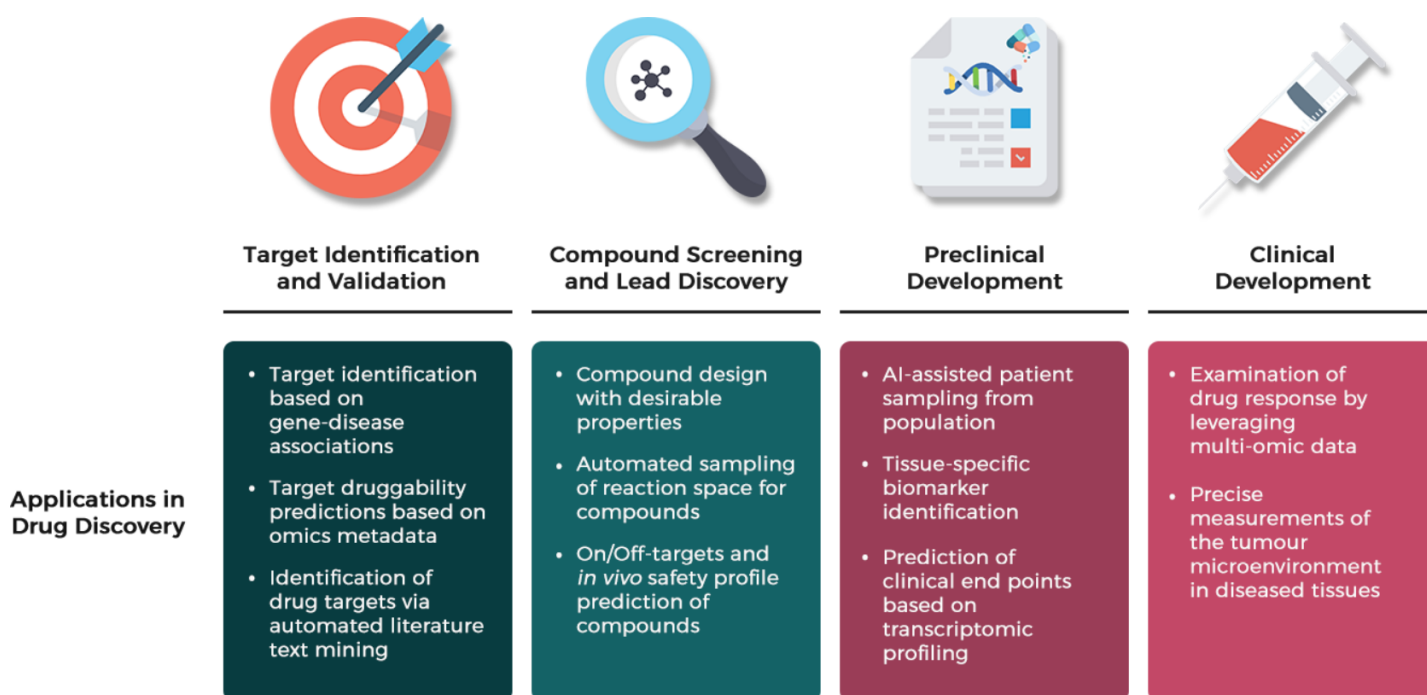 Target Identification
and Validation
Compound Screening
and Lead Discovery
Preclinical
Development
Clinical
Development
Applications in
Drug Discovery
• Target identification
based on
gene-disease
associations
• Target druggability
predictions based on
omics metadata
• Identification of
drug targets via
automated literature
text mining
• Compound design
with desirable
properties
• Automated sampling
of reaction space for
compounds
• On/Off-targets and
in vivo safety profile
prediction of
compounds
• AI-assisted patient
sampling from
population
• Tissue-specific
biomarker
identification
• Prediction of
clinical end points
based on
transcriptomic
profiling
• Examination of
drug response by
leveraging
multi-omic data
• Precise
measurements of
the tumour
microenvironment
in diseased tissues